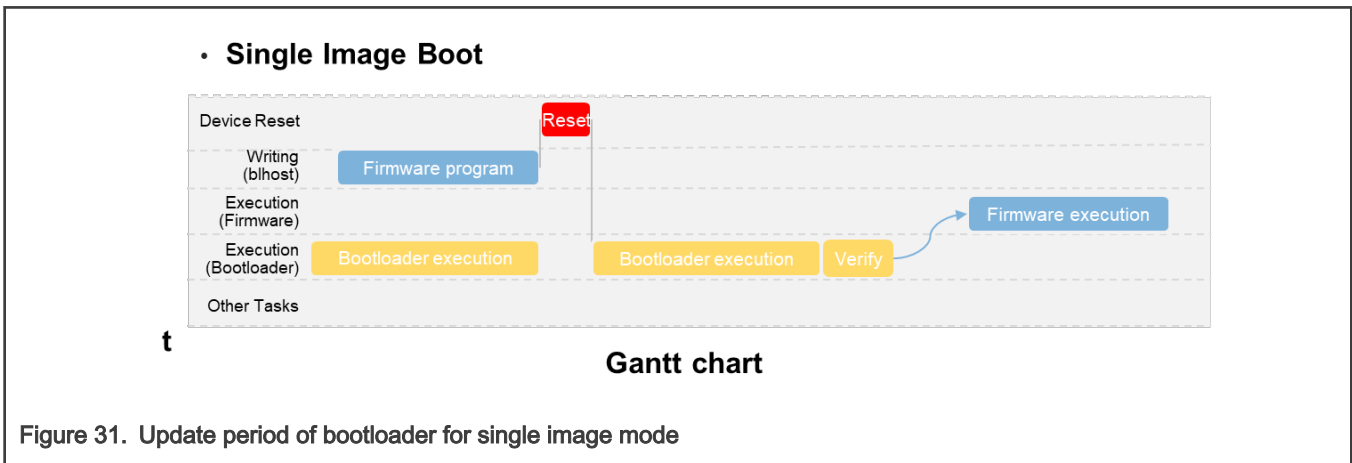 • Single Image Boot
Device Reset
Reset
Writing
(blhost)
Firmware program
Execution
(Firmware)
Firmware execution
Execution
(Bootloader)
Bootloader execution
Bootloader execution
Verify
Other Tasks
t
Gantt chart
Figure 31. Update period of bootloader for single image mode